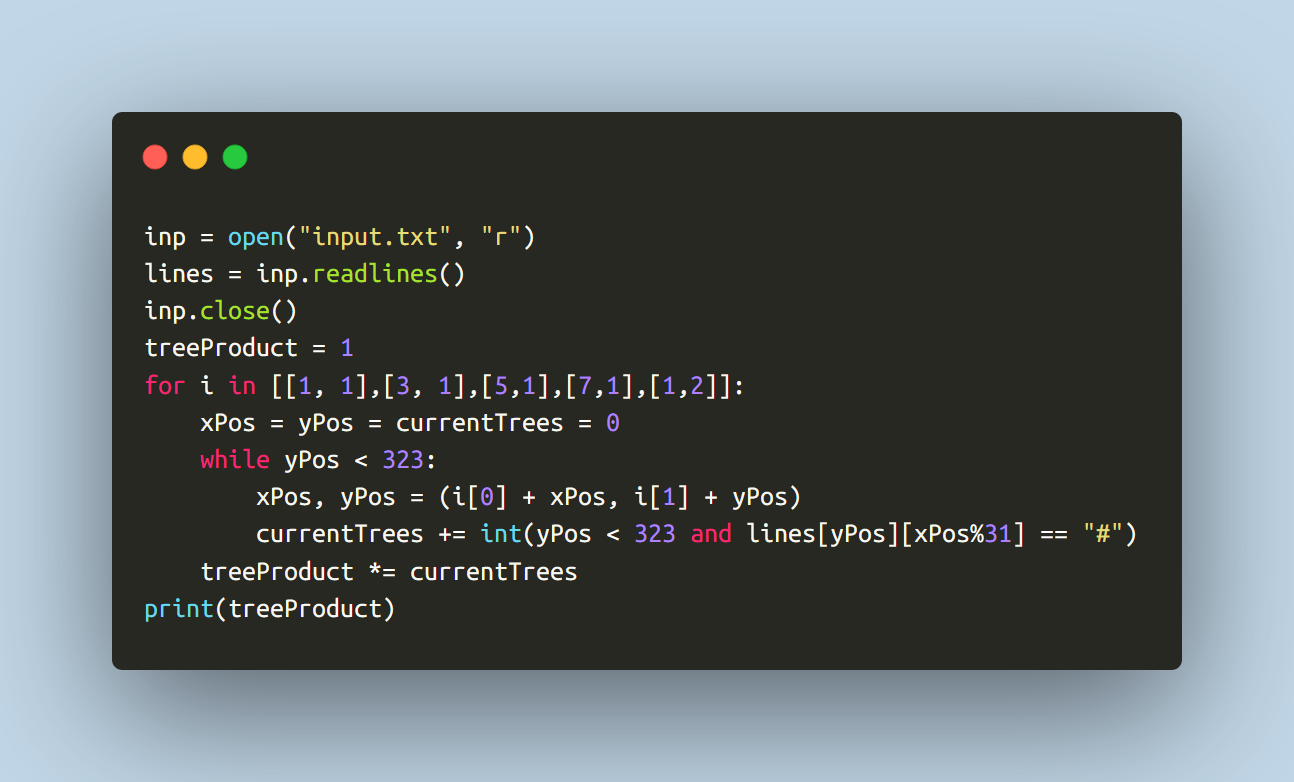 inp = open("input.txt", "r")
lines = inp.readlines()
inp.close()
treeProduct = 1
for i in [[1, 1],[3, 1],[5,1],[7,1],[1,2]]:
    xPos = yPos = currentTrees = 0
    while yPos < 323:
        xPos, yPos = (i[0] + xPos, i[1] + yPos)
        currentTrees += int(yPos < 323 and lines[yPos][xPos%31] == "#")
    treeProduct *= currentTrees
print(treeProduct)